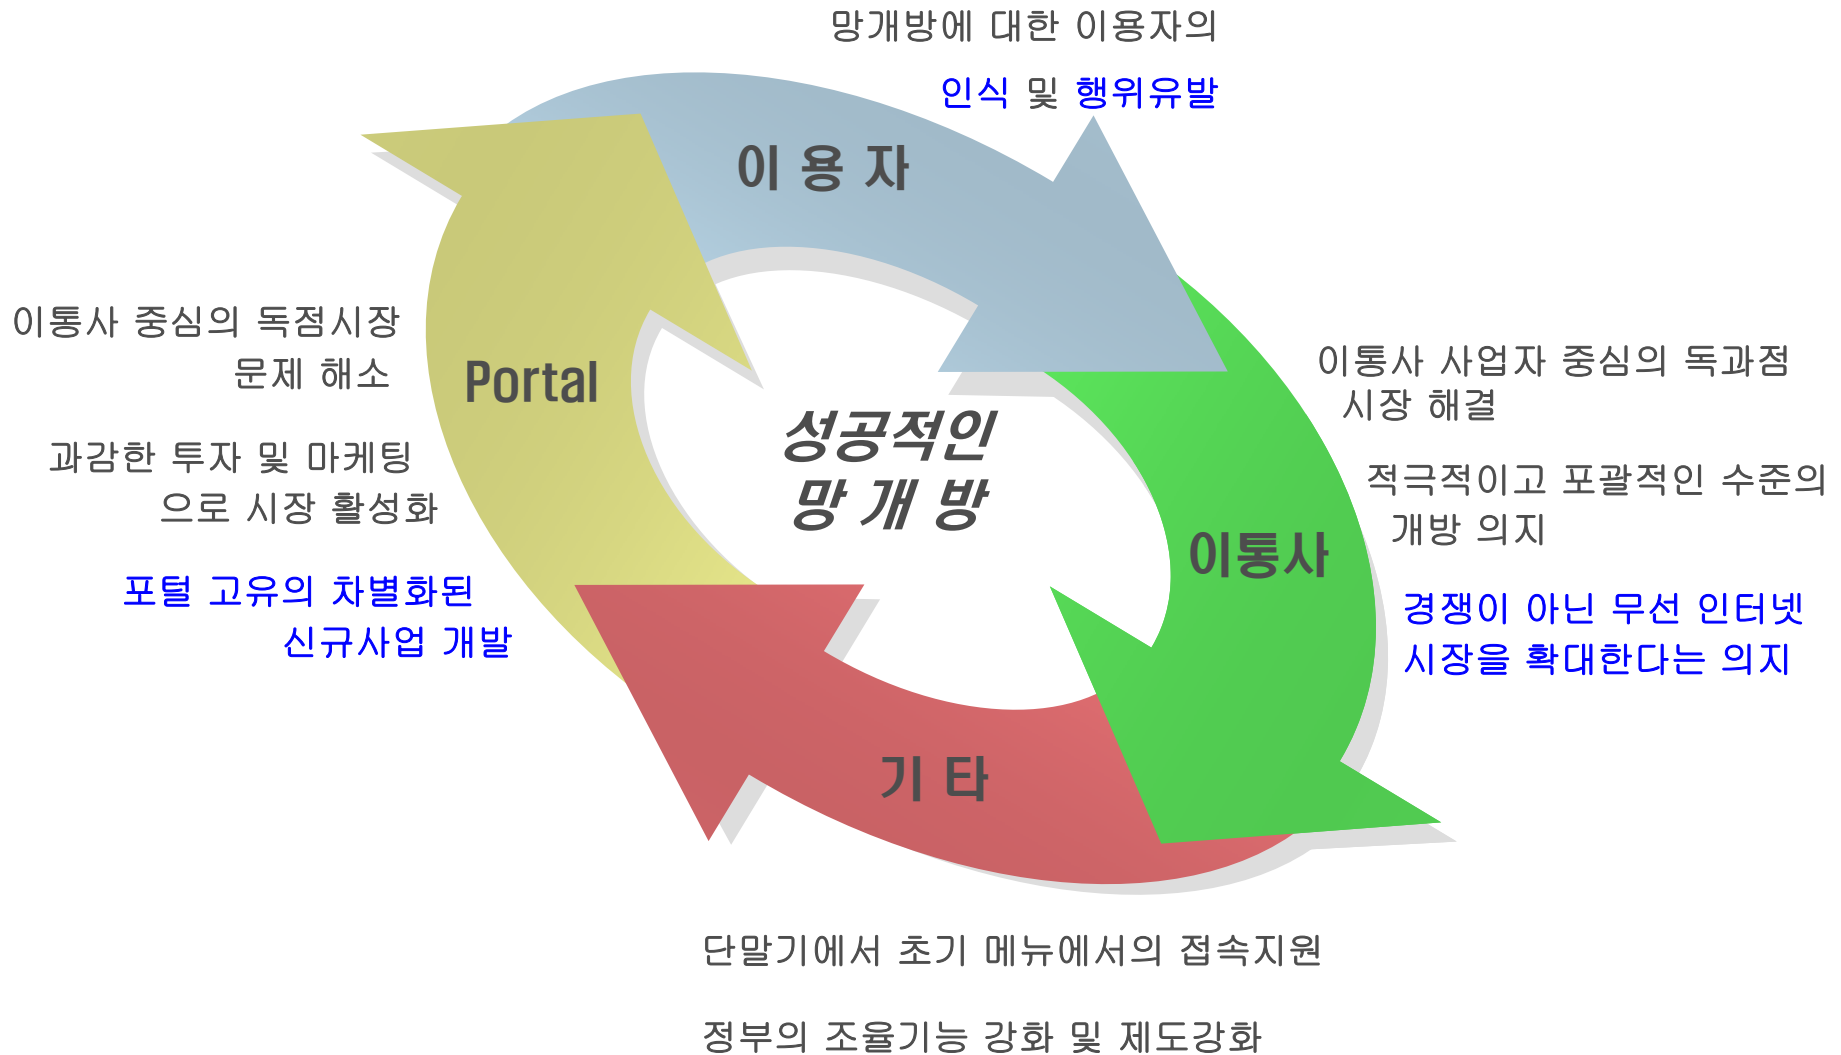 망개방에 대한 이용자의
인식 및 행위유발
이 용 자
이통사 중심의 독점시장
문제 해소
과감한 투자 및 마케팅
으로 시장 활성화
포털 고유의 차별화된
신규사업 개발
Portal
성공적인
망 개 방
이통사
이통사 사업자 중심의 독과점
시장 해결
적극적이고 포괄적인 수준의
개방 의지
경쟁이 아닌 무선 인터넷
시장을 확대한다는 의지
기 타
단말기에서 초기 메뉴에서의 접속지원
정부의 조율기능 강화 및 제도강화